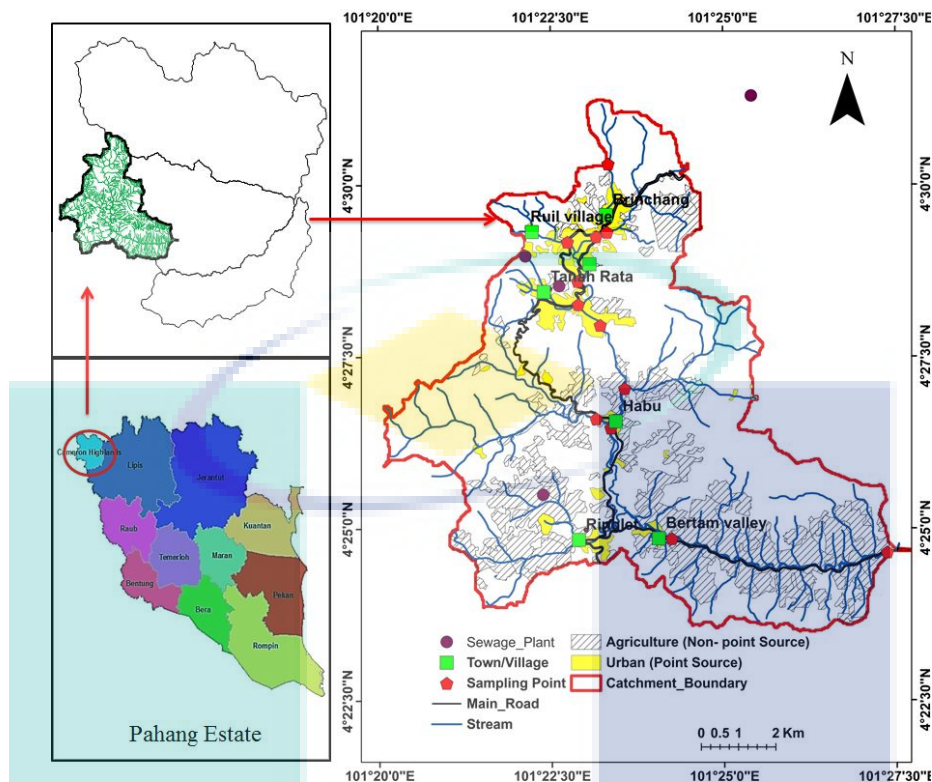 101°20'0"E 101°22'30"E 101°25'0"E 101°27'30"E
N
4°30'0"N 4°30'0"N
Brinchang
Ruil village
Tanah Rata
4°27'30"N 4°27'30"N
Habu
Cameron Highlands
Lipis
Jerantut
Kuantan
Raub
Temerloh
Maran
Bentung
Pekan
Bera
Rompin
Pahang Estate
4°25'0"N 4°25'0"N
Ringlet
Bertam valley
Sewage_Plant
Town/Village
Sampling Point
Main_Road
Stream
Agriculture (Non- point Source)
Urban (Point Source)
Catchment_Boundary
4°22'30"N 4°22'30"N
0 0.5 1 2 Km
101°20'0"E 101°22'30"E 101°25'0"E 101°27'30"E